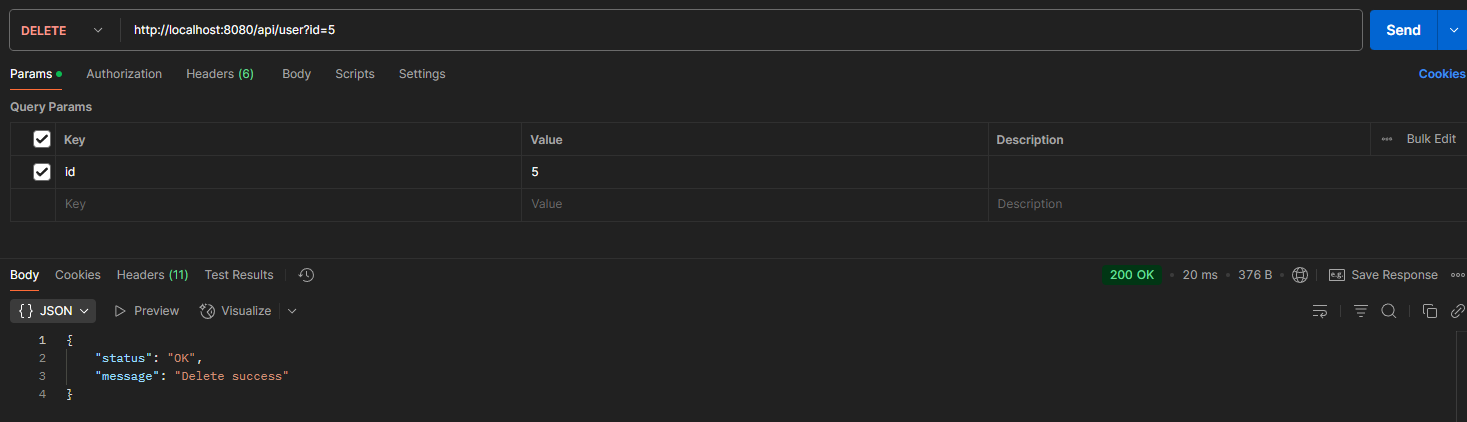 DELETE http://localhost:8080/api/user?id=5 Send
Params Authorization Headers (6) Body Scripts Settings Cookies
Query Params
Key Value Description Bulk Edit
id 5
Key Value Description
Body Cookies Headers (11) Test Results 200 OK • 20 ms • 376 B e.g. Save Response
{} JSON Preview Visualize
1 {
2 "status": "OK",
3 "message": "Delete success"
4 }